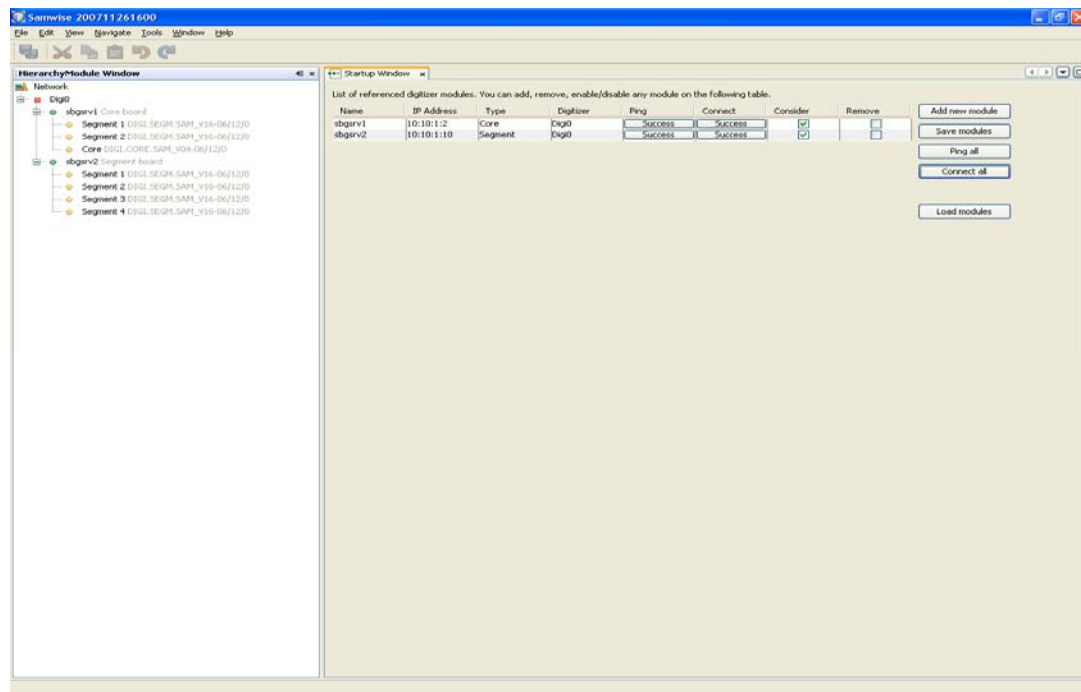 Samwise 200711261600
File Edit View Navigate Tools Window Help
HierarchyModule Window
Network
Digi0
sbgsrv1 Core board
Segment 1 DIGI.SEGM.SAM_V16-06/12/0
Segment 2 DIGI.SEGM.SAM_V16-06/12/0
Core DIGI.CORE.SAM_V04-06/12/0
sbgsrv2 Segment board
Segment 1 DIGI.SEGM.SAM_V16-06/12/0
Segment 2 DIGI.SEGM.SAM_V16-06/12/0
Segment 3 DIGI.SEGM.SAM_V16-06/12/0
Segment 4 DIGI.SEGM.SAM_V16-06/12/0
Startup Window
List of referenced digitizer modules. You can add, remove, enable/disable any module on the following table.
Name IP Address Type Digitizer Ping Connect Consider Remove
sbgsrv1 10:10:1:2 Core Digi0 Success Success
sbgsrv2 10:10:1:10 Segment Digi0 Success Success
Add new module
Save modules
Ping all
Connect all
Load modules